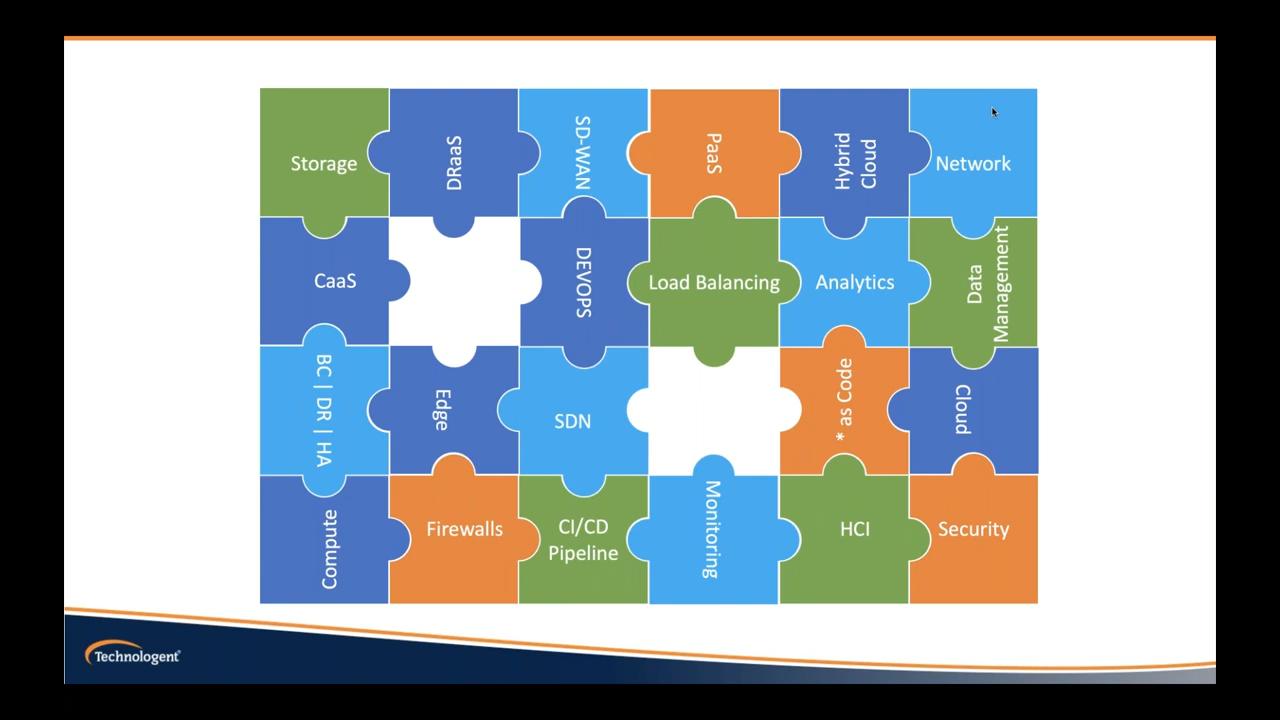 Storage
DRaaS
SD-WAN
PaaS
Hybrid
Cloud
Network
CaaS
DEVOPS
Load Balancing
Analytics
Data
Management
BC | DR | HA
Edge
SDN
* as Code
Cloud
Compute
Firewalls
CI/CD
Pipeline
Monitoring
HCI
Security
Technologent